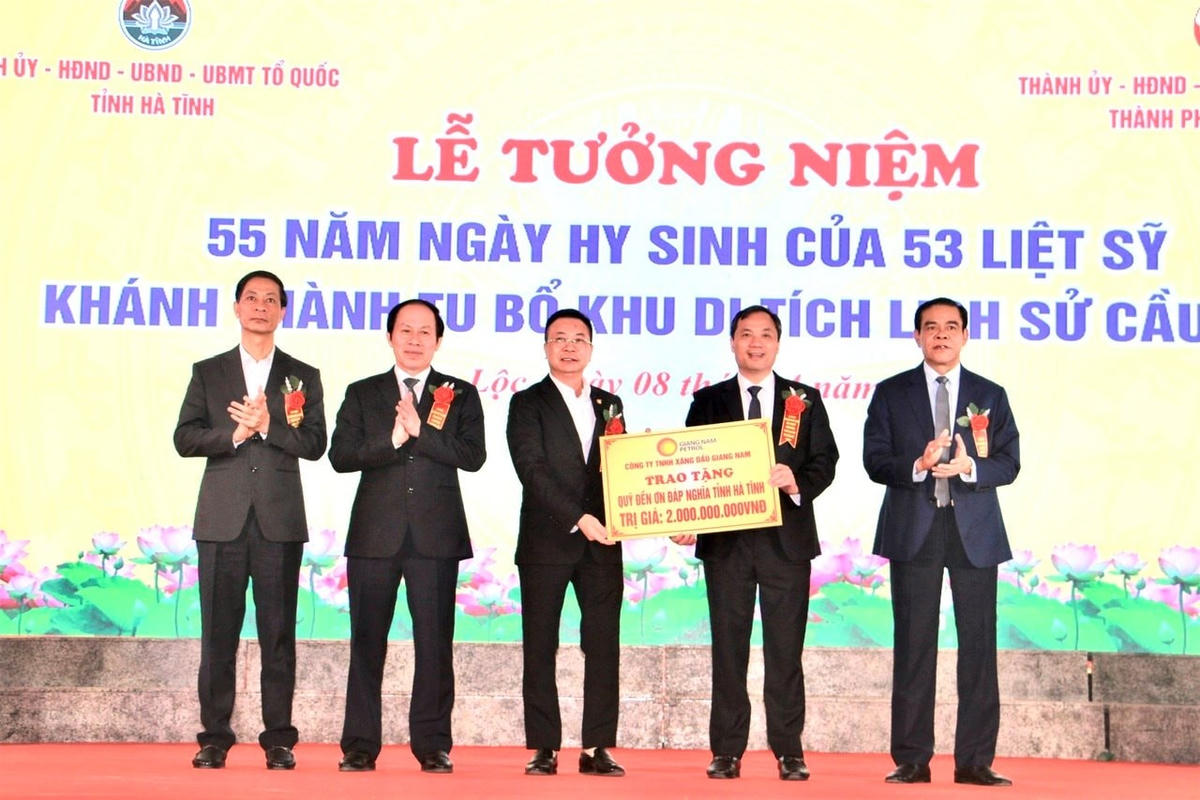 HÀ TĨNH
ỦY - HĐND - UBND - UBMT TỔ QUỐC
TỈNH HÀ TĨNH
THÀNH ỦY - HĐND -
THÀNH PH
LỄ TƯỞNG NIỆM
55 NĂM NGÀY HY SINH CỦA 53 LIỆT SỸ
KHÁNH HÀNH TU BỔ KHU DI TÍCH LỊCH SỬ CẦU
Lộc, ngày 08 năm
GIANG NAM
PETROL
CÔNG TY TNHH XĂNG DẦU GIANG NAM
TRAO TẶNG
QUỸ ĐỀN ƠN ĐÁP NGHĨA TỈNH HÀ TĨNH
TRỊ GIÁ: 2.000.000.000VNĐ